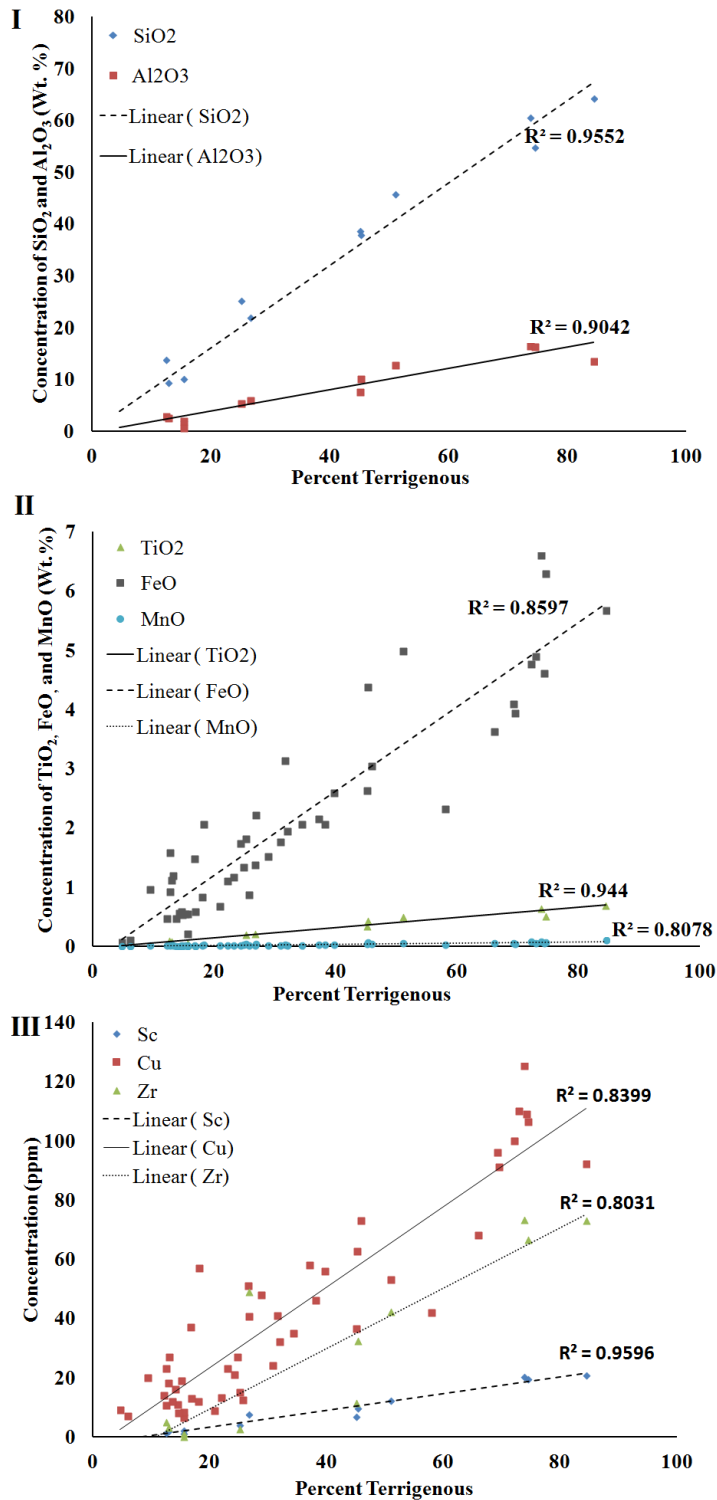 I
Concentration of SiO₂ and Al₂O₃ (Wt. %)
80
70
60
50
40
30
20
10
0
SiO2
Al2O3
Linear ( SiO2)
Linear ( Al2O3)
R² = 0.9552
R² = 0.9042
0 20 40 60 80 100
Percent Terrigenous
II
Concentration of TiO₂, FeO, and MnO (Wt. %)
7
6
5
4
3
2
1
0
TiO2
FeO
MnO
Linear ( TiO2)
Linear ( FeO)
Linear ( MnO)
R² = 0.8597
R² = 0.944
R² = 0.8078
0 20 40 60 80 100
Percent Terrigenous
III
Concentration (ppm)
140
120
100
80
60
40
20
0
Sc
Cu
Zr
Linear ( Sc)
Linear ( Cu)
Linear ( Zr)
R² = 0.8399
R² = 0.8031
R² = 0.9596
0 20 40 60 80 100
Percent Terrigenous